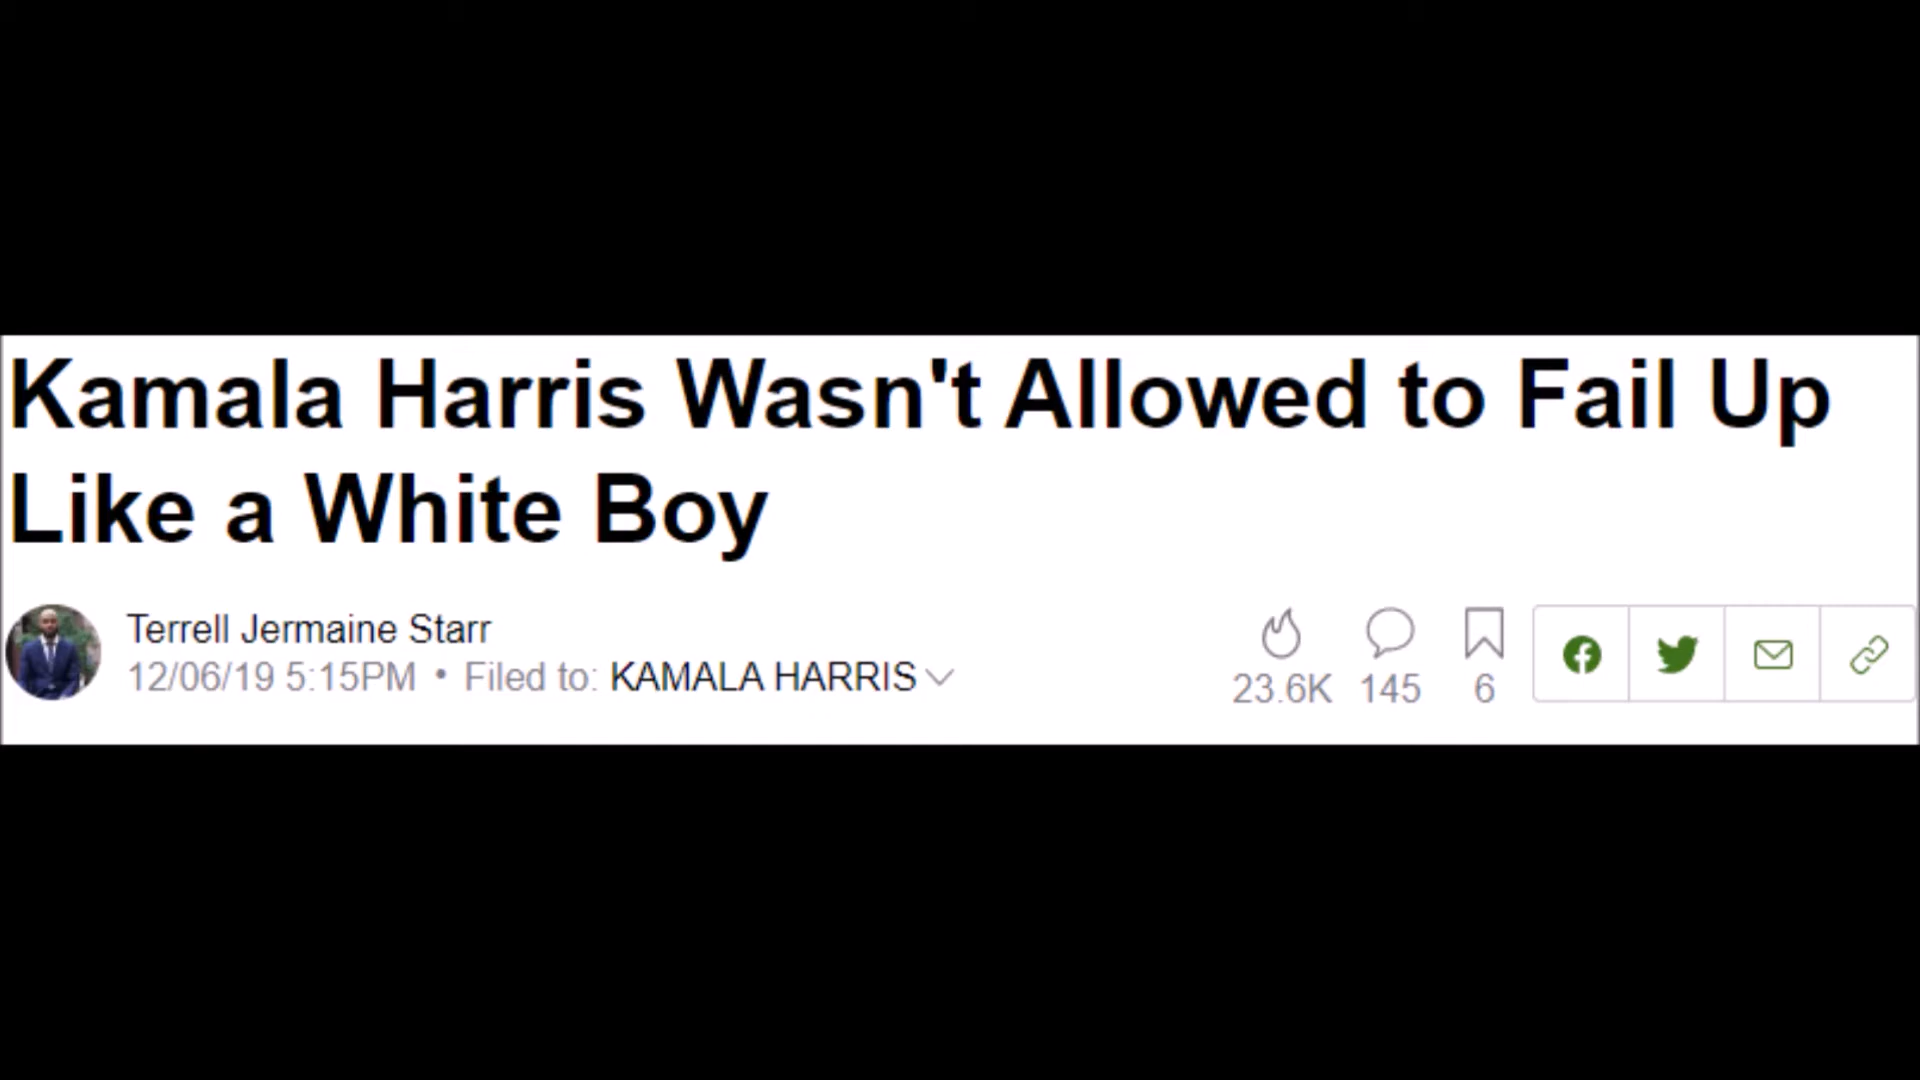 Kamala Harris Wasn't Allowed to Fail Up
Like a White Boy
Terrell Jermaine Starr
12/06/19 5:15PM • Filed to: KAMALA HARRIS
23.6K 145 6